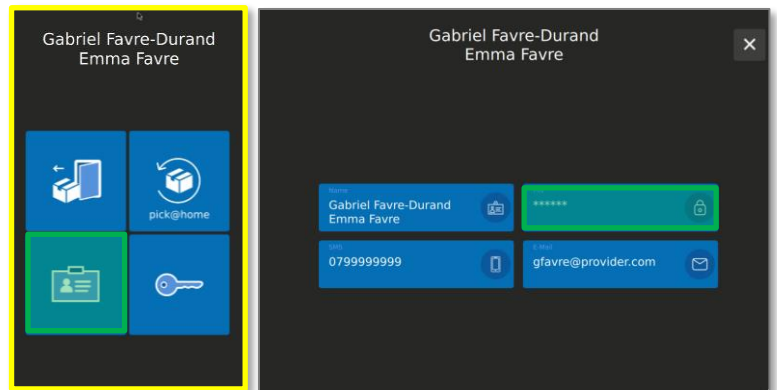 Gabriel Favre-Durand
Emma Favre
pick@home
Gabriel Favre-Durand
Emma Favre
Name
Gabriel Favre-Durand
Emma Favre
******
SMS
0799999999
E-Mail
gfavre@provider.com